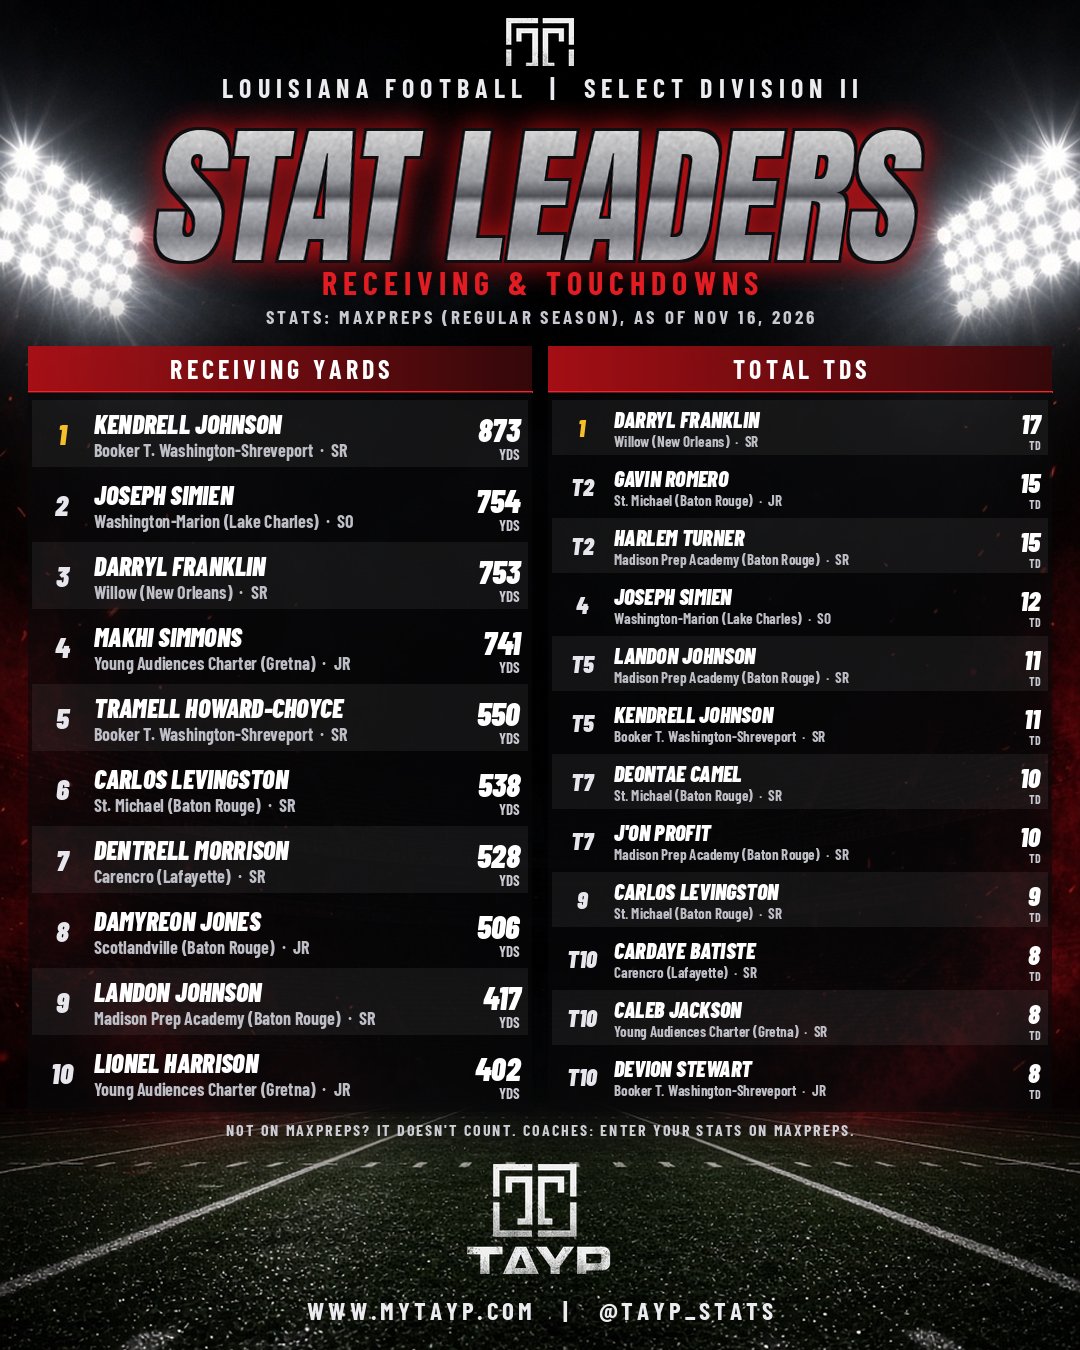 LOUISIANA FOOTBALL | SELECT DIVISION II
STAT LEADERS
RECEIVING & TOUCHDOWNS
STATS: MAXPREPS (REGULAR SEASON), AS OF NOV 16, 2026
RECEIVING YARDS
1 KENDRELL JOHNSON 873
Booker T. Washington-Shreveport · SR YDS
2 JOSEPH SIMIEN 754
Washington-Marion (Lake Charles) · SO YDS
3 DARRYL FRANKLIN 753
Willow (New Orleans) · SR YDS
4 MAKHI SIMMONS 741
Young Audiences Charter (Gretna) · JR YDS
5 TRAMELL HOWARD-CHOYCE 550
Booker T. Washington-Shreveport · SR YDS
6 CARLOS LEVINGSTON 538
St. Michael (Baton Rouge) · SR YDS
7 DENTRELL MORRISON 528
Carencro (Lafayette) · SR YDS
8 DAMYREON JONES 506
Scotlandville (Baton Rouge) · JR YDS
9 LANDON JOHNSON 417
Madison Prep Academy (Baton Rouge) · SR YDS
10 LIONEL HARRISON 402
Young Audiences Charter (Gretna) · JR YDS
TOTAL TDS
1 DARRYL FRANKLIN 17
Willow (New Orleans) · SR TD
T2 GAVIN ROMERO 15
St. Michael (Baton Rouge) · JR TD
T2 HARLEM TURNER 15
Madison Prep Academy (Baton Rouge) · SR TD
4 JOSEPH SIMIEN 12
Washington-Marion (Lake Charles) · SO TD
T5 LANDON JOHNSON 11
Madison Prep Academy (Baton Rouge) · SR TD
T5 KENDRELL JOHNSON 11
Booker T. Washington-Shreveport · SR TD
T7 DEONTAE CAMEL 10
St. Michael (Baton Rouge) · SR TD
T7 J'ON PROFIT 10
Madison Prep Academy (Baton Rouge) · SR TD
9 CARLOS LEVINGSTON 9
St. Michael (Baton Rouge) · SR TD
T10 CARDAYE BATISTE 8
Carencro (Lafayette) · SR TD
T10 CALEB JACKSON 8
Young Audiences Charter (Gretna) · SR TD
T10 DEVION STEWART 8
Booker T. Washington-Shreveport · JR TD
NOT ON MAXPREPS? IT DOESN'T COUNT. COACHES: ENTER YOUR STATS ON MAXPREPS.
TAYP
WWW.MYTAYP.COM | @TAYP_STATS